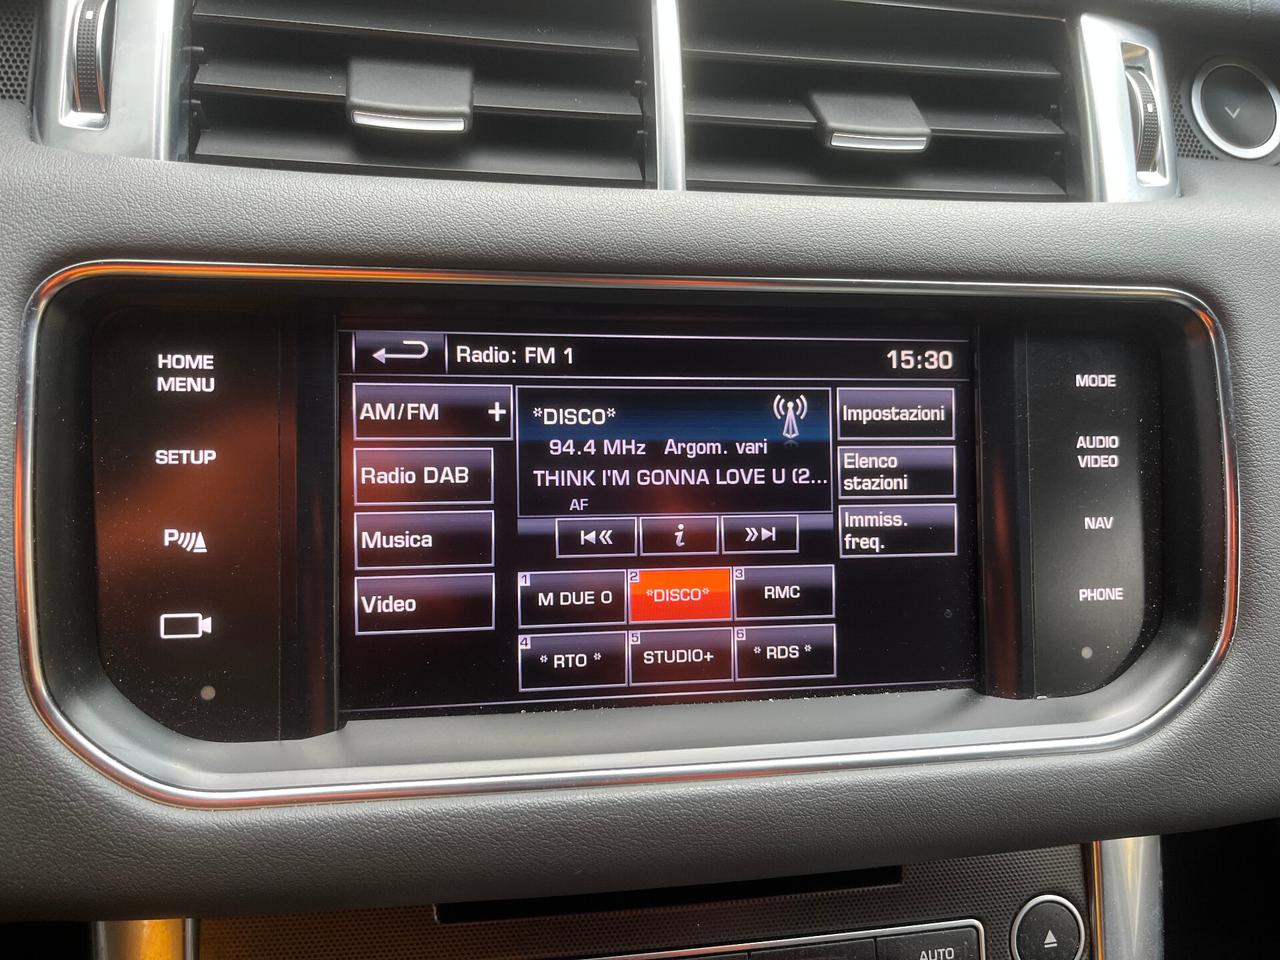 HOME
MENU
SETUP
P
Radio: FM 1
15:30
AM/FM +
Radio DAB
Musica
Video
*DISCO*
94.4 MHz Argom. vari
THINK I'M GONNA LOVE U (2...
AF
i
Impostazioni
Elenco
stazioni
Immiss.
freq.
1
M DUE O
2
*DISCO*
3
RMC
4
* RTO *
5
STUDIO+
6
* RDS *
MODE
AUDIO
VIDEO
NAV
PHONE
AUTO